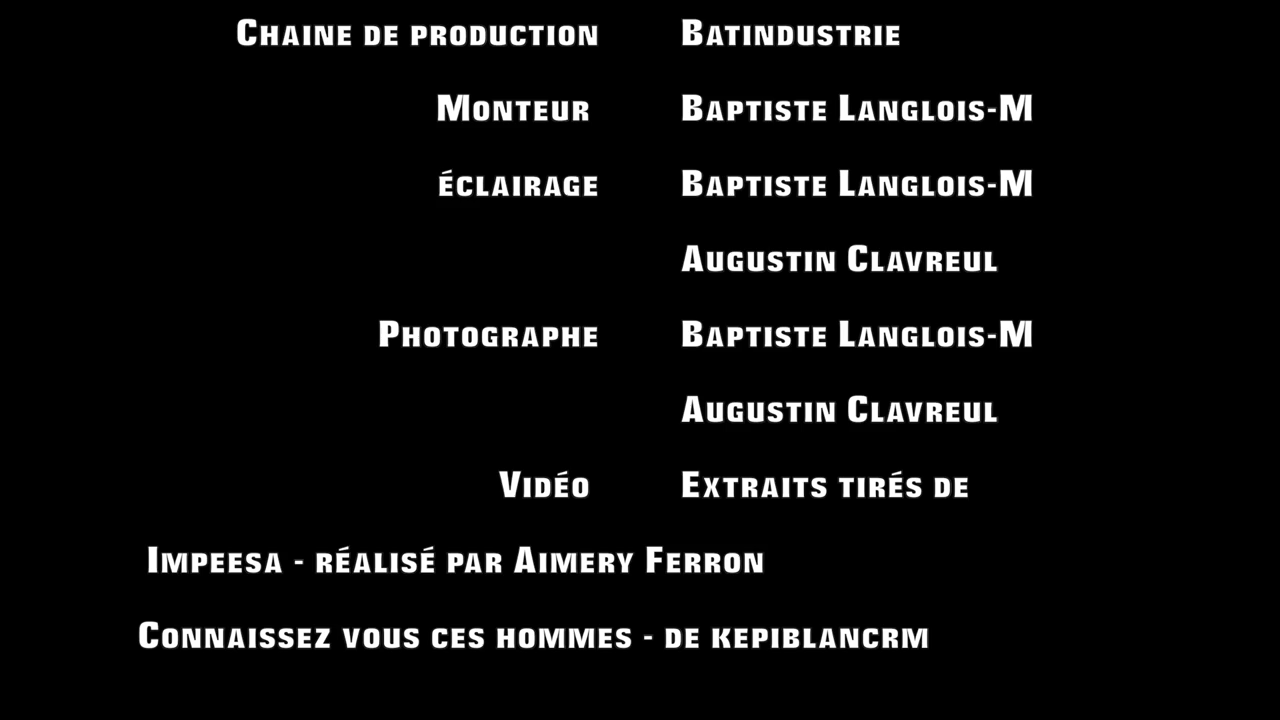 Chaine de production Batindustrie
Monteur Baptiste Langlois-M
éclairage Baptiste Langlois-M
Augustin Clavreul
Photographe Baptiste Langlois-M
Augustin Clavreul
Vidéo Extraits tirés de
Impeesa - réalisé par Aimery Ferron
Connaissez vous ces hommes - de kepiblancrm